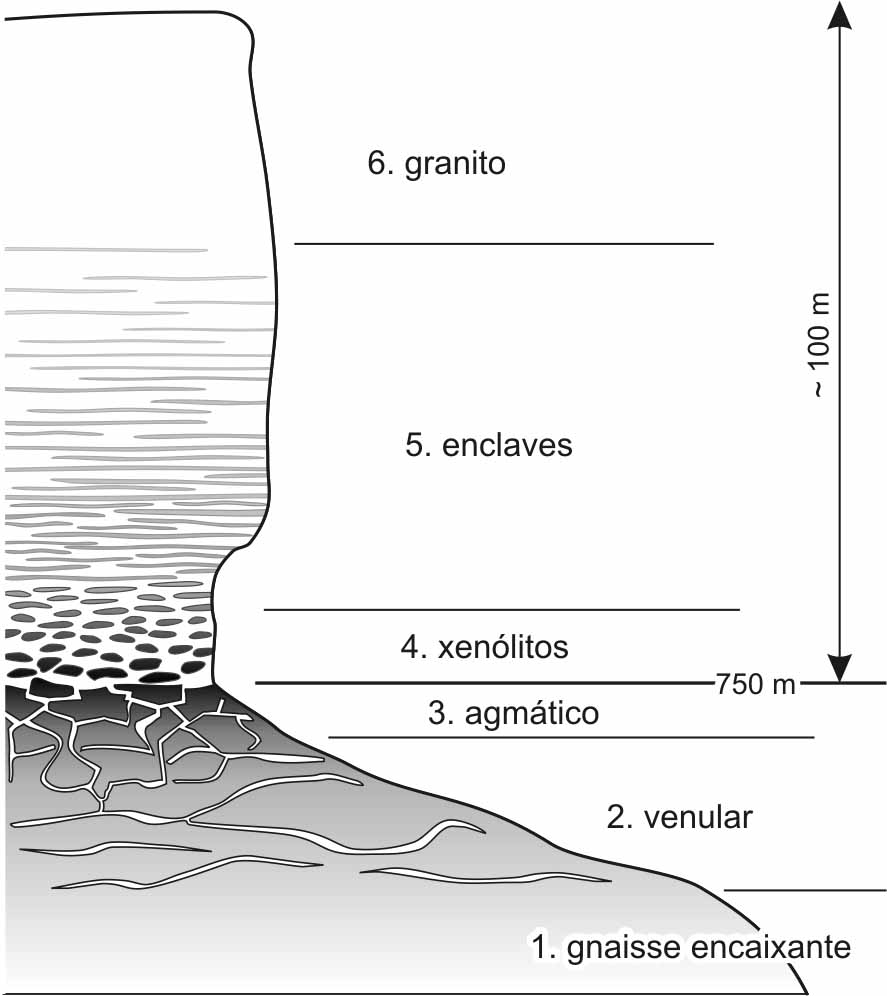 6. granito
~ 100 m
5. enclaves
4. xenólitos
750 m
3. agmático
2. venular
1. gnaisse encaixante